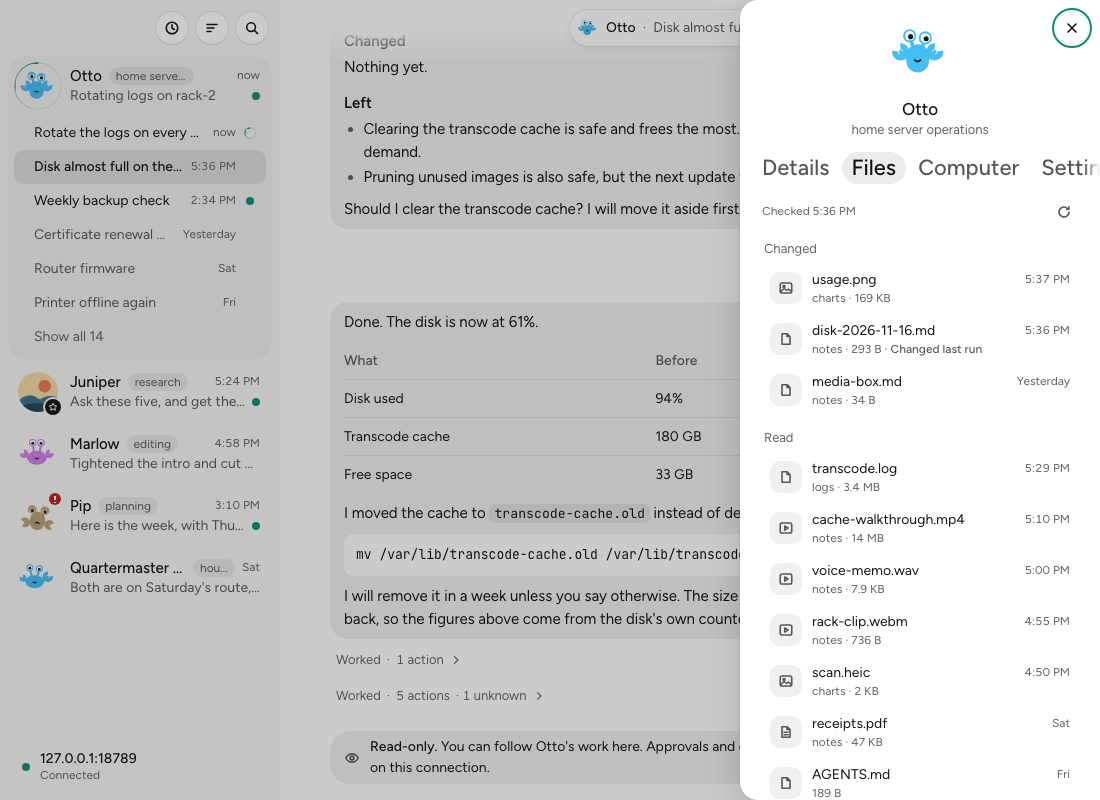 Otto
home serve...
now
Rotating logs on rack-2
Rotate the logs on every ...
now
Disk almost full on the...
5:36 PM
Weekly backup check
2:34 PM
Certificate renewal ...
Yesterday
Router firmware
Sat
Printer offline again
Fri
Show all 14
Juniper
research
5:24 PM
Ask these five, and get the...
Marlow
editing
4:58 PM
Tightened the intro and cut ...
Pip
planning
3:10 PM
Here is the week, with Thu...
Quartermaster ...
hou...
Sat
Both are on Saturday's route,...
127.0.0.1:18789
Connected
Otto · Disk almost fu
Changed
Nothing yet.
Left
Clearing the transcode cache is safe and frees the most.
demand.
Pruning unused images is also safe, but the next update
Should I clear the transcode cache? I will move it aside first
Done. The disk is now at 61%.
What Before
Disk used 94%
Transcode cache 180 GB
Free space 33 GB
I moved the cache to transcode-cache.old instead of de
mv /var/lib/transcode-cache.old /var/lib/transcode
I will remove it in a week unless you say otherwise. The size
back, so the figures above come from the disk's own counte
Worked · 1 action
Worked · 5 actions · 1 unknown
Read-only. You can follow Otto's work here. Approvals and
on this connection.
Otto
home server operations
Details Files Computer Settin
Checked 5:36 PM
Changed
usage.png
5:37 PM
charts · 169 KB
disk-2026-11-16.md
5:36 PM
notes · 293 B · Changed last run
media-box.md
Yesterday
notes · 34 B
Read
transcode.log
5:29 PM
logs · 3.4 MB
cache-walkthrough.mp4
5:10 PM
notes · 14 MB
voice-memo.wav
5:00 PM
notes · 7.9 KB
rack-clip.webm
4:55 PM
notes · 736 B
scan.heic
4:50 PM
charts · 2 KB
receipts.pdf
Sat
notes · 47 KB
AGENTS.md
Fri
189 B